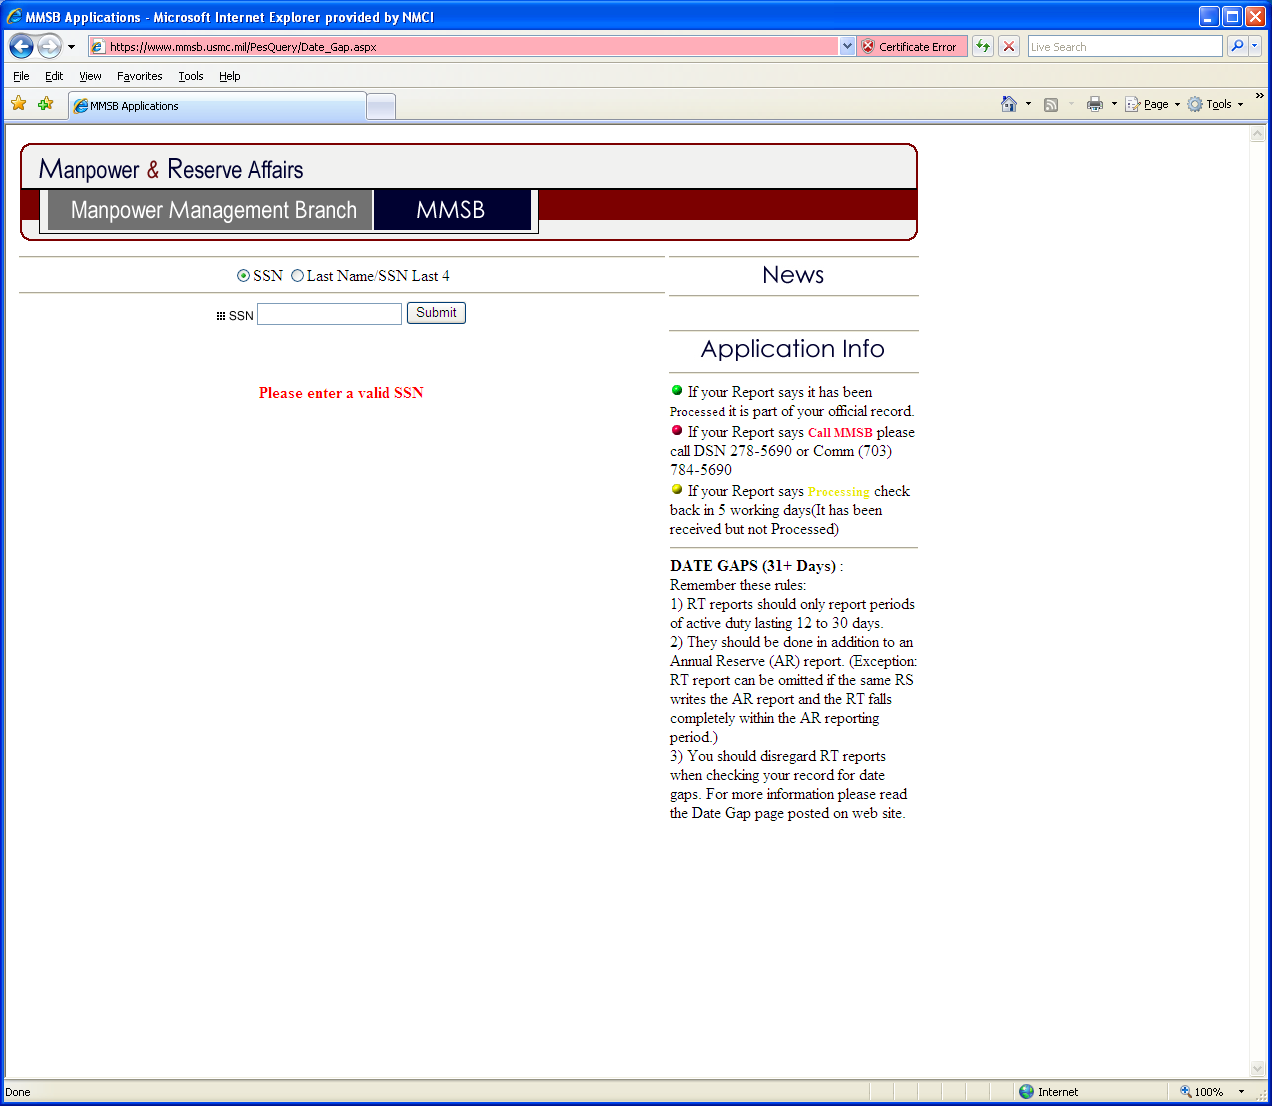 MMSB Applications - Microsoft Internet Explorer provided by NMCI
https://www.mmsb.usmc.mil/PesQuery/Date_Gap.aspx
Certificate Error
Live Search
File Edit View Favorites Tools Help
MMSB Applications
Page Tools
Manpower & Reserve Affairs
Manpower Management Branch MMSB
SSN Last Name/SSN Last 4
SSN Submit
Please enter a valid SSN
News
Application Info
If your Report says it has been
Processed it is part of your official record.
If your Report says Call MMSB please
call DSN 278-5690 or Comm (703)
784-5690
If your Report says Processing check
back in 5 working days(It has been
received but not Processed)
DATE GAPS (31+ Days) :
Remember these rules:
1) RT reports should only report periods
of active duty lasting 12 to 30 days.
2) They should be done in addition to an
Annual Reserve (AR) report. (Exception:
RT report can be omitted if the same RS
writes the AR report and the RT falls
completely within the AR reporting
period.)
3) You should disregard RT reports
when checking your record for date
gaps. For more information please read
the Date Gap page posted on web site.
Done
Internet
100%